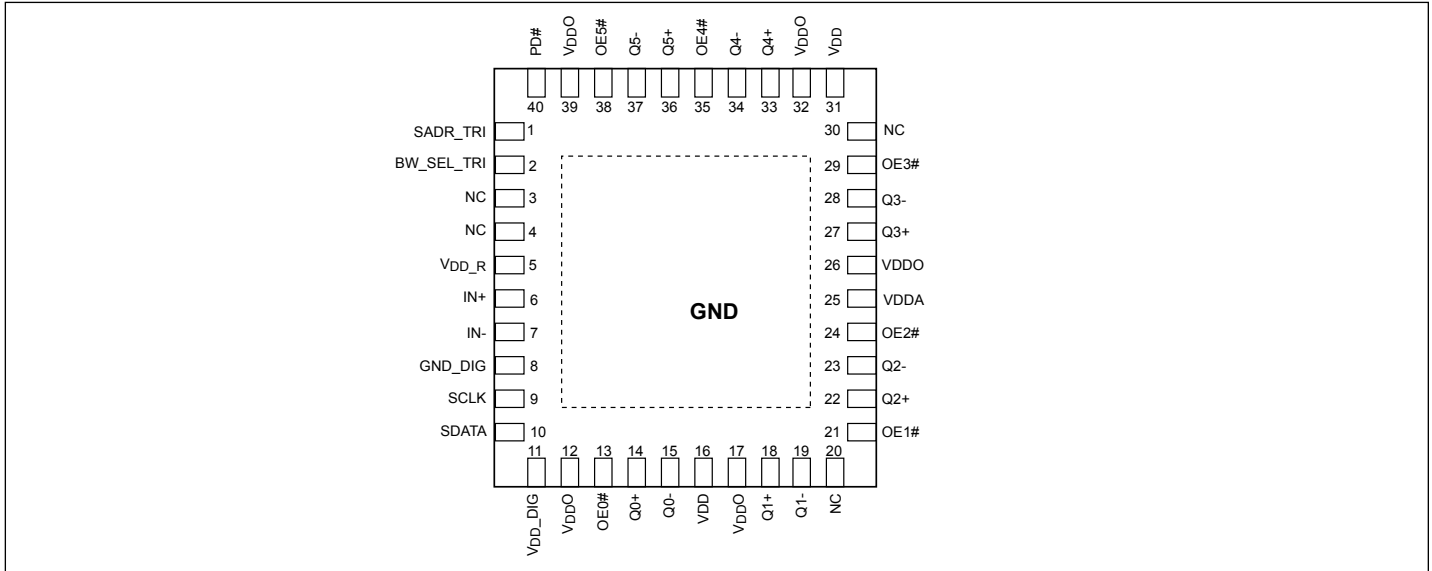 PD# VDDO OE5# Q5- Q5+ OE4# Q4- Q4+ VDDO VDD
40 39 38 37 36 35 34 33 32 31
SADR_TRI 1
BW_SEL_TRI 2
NC 3
NC 4
VDD_R 5
IN+ 6
IN- 7
GND_DIG 8
SCLK 9
SDATA 10
GND
30 NC
29 OE3#
28 Q3-
27 Q3+
26 VDDO
25 VDDA
24 OE2#
23 Q2-
22 Q2+
21 OE1#
11 12 13 14 15 16 17 18 19 20
VDD_DIG VDDO OE0# Q0+ Q0- VDD VDDO Q1+ Q1- NC